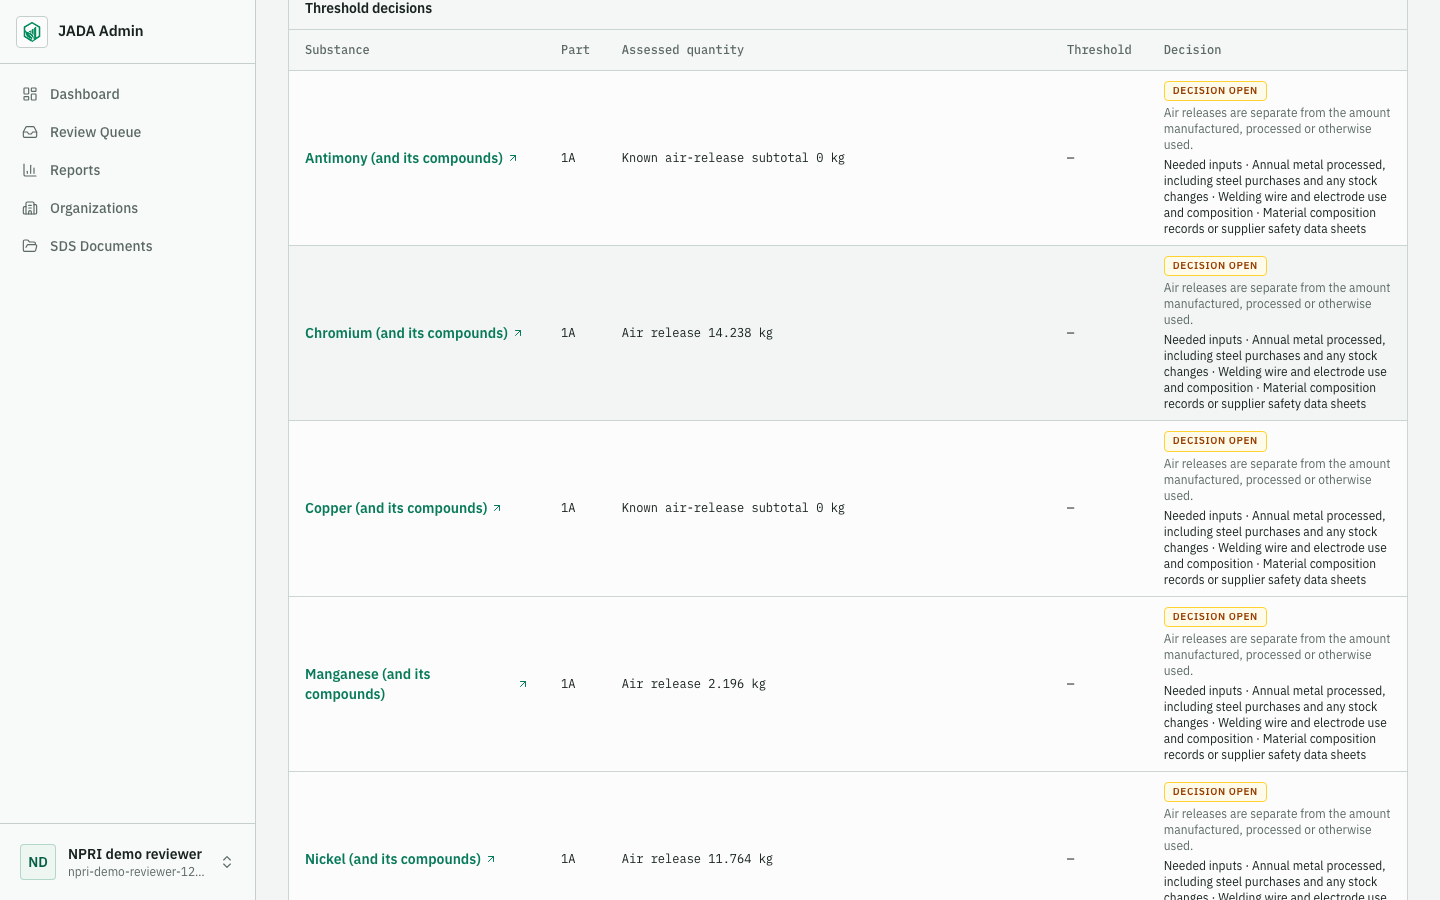 JADA Admin
Dashboard
Review Queue
Reports
Organizations
SDS Documents
ND
NPRI demo reviewer
npri-demo-reviewer-12...
Threshold decisions
Substance Part Assessed quantity Threshold Decision
Antimony (and its compounds) 1A Known air-release subtotal 0 kg —
DECISION OPEN
Air releases are separate from the amount
manufactured, processed or otherwise
used.
Needed inputs · Annual metal processed,
including steel purchases and any stock
changes · Welding wire and electrode use
and composition · Material composition
records or supplier safety data sheets
Chromium (and its compounds) 1A Air release 14.238 kg —
DECISION OPEN
Air releases are separate from the amount
manufactured, processed or otherwise
used.
Needed inputs · Annual metal processed,
including steel purchases and any stock
changes · Welding wire and electrode use
and composition · Material composition
records or supplier safety data sheets
Copper (and its compounds) 1A Known air-release subtotal 0 kg —
DECISION OPEN
Air releases are separate from the amount
manufactured, processed or otherwise
used.
Needed inputs · Annual metal processed,
including steel purchases and any stock
changes · Welding wire and electrode use
and composition · Material composition
records or supplier safety data sheets
Manganese (and its
compounds) 1A Air release 2.196 kg —
DECISION OPEN
Air releases are separate from the amount
manufactured, processed or otherwise
used.
Needed inputs · Annual metal processed,
including steel purchases and any stock
changes · Welding wire and electrode use
and composition · Material composition
records or supplier safety data sheets
Nickel (and its compounds) 1A Air release 11.764 kg —
DECISION OPEN
Air releases are separate from the amount
manufactured, processed or otherwise
used.
Needed inputs · Annual metal processed,
including steel purchases and any stock
changes · Welding wire and electrode use